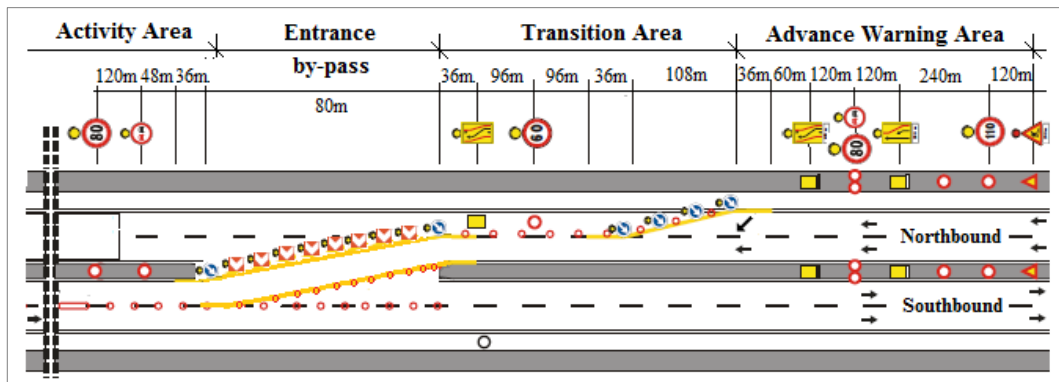 Activity Area Entrance Transition Area Advance Warning Area
by-pass
120m 48m 36m 36m 96m 96m 36m 108m 36m 60m 120m 120m 240m 120m
80m
80 60 80 110
Northbound
Southbound